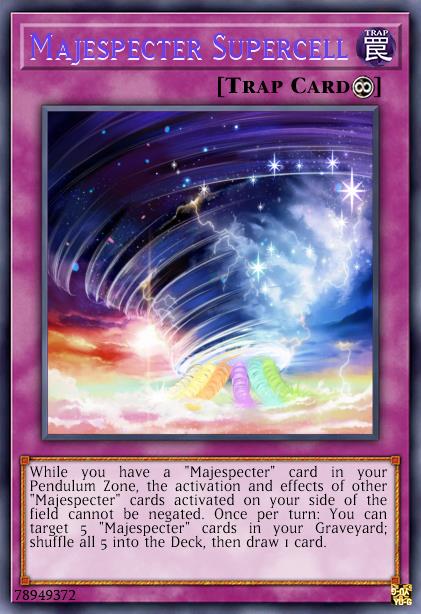 Majespecter Supercell
TRAP
罠
[Trap Card]
While you have a "Majespecter" card in your
Pendulum Zone, the activation and effects of other
"Majespecter" cards activated on your side of the
field cannot be negated. Once per turn: You can
target 5 "Majespecter" cards in your Graveyard;
shuffle all 5 into the Deck, then draw 1 card.
78949372